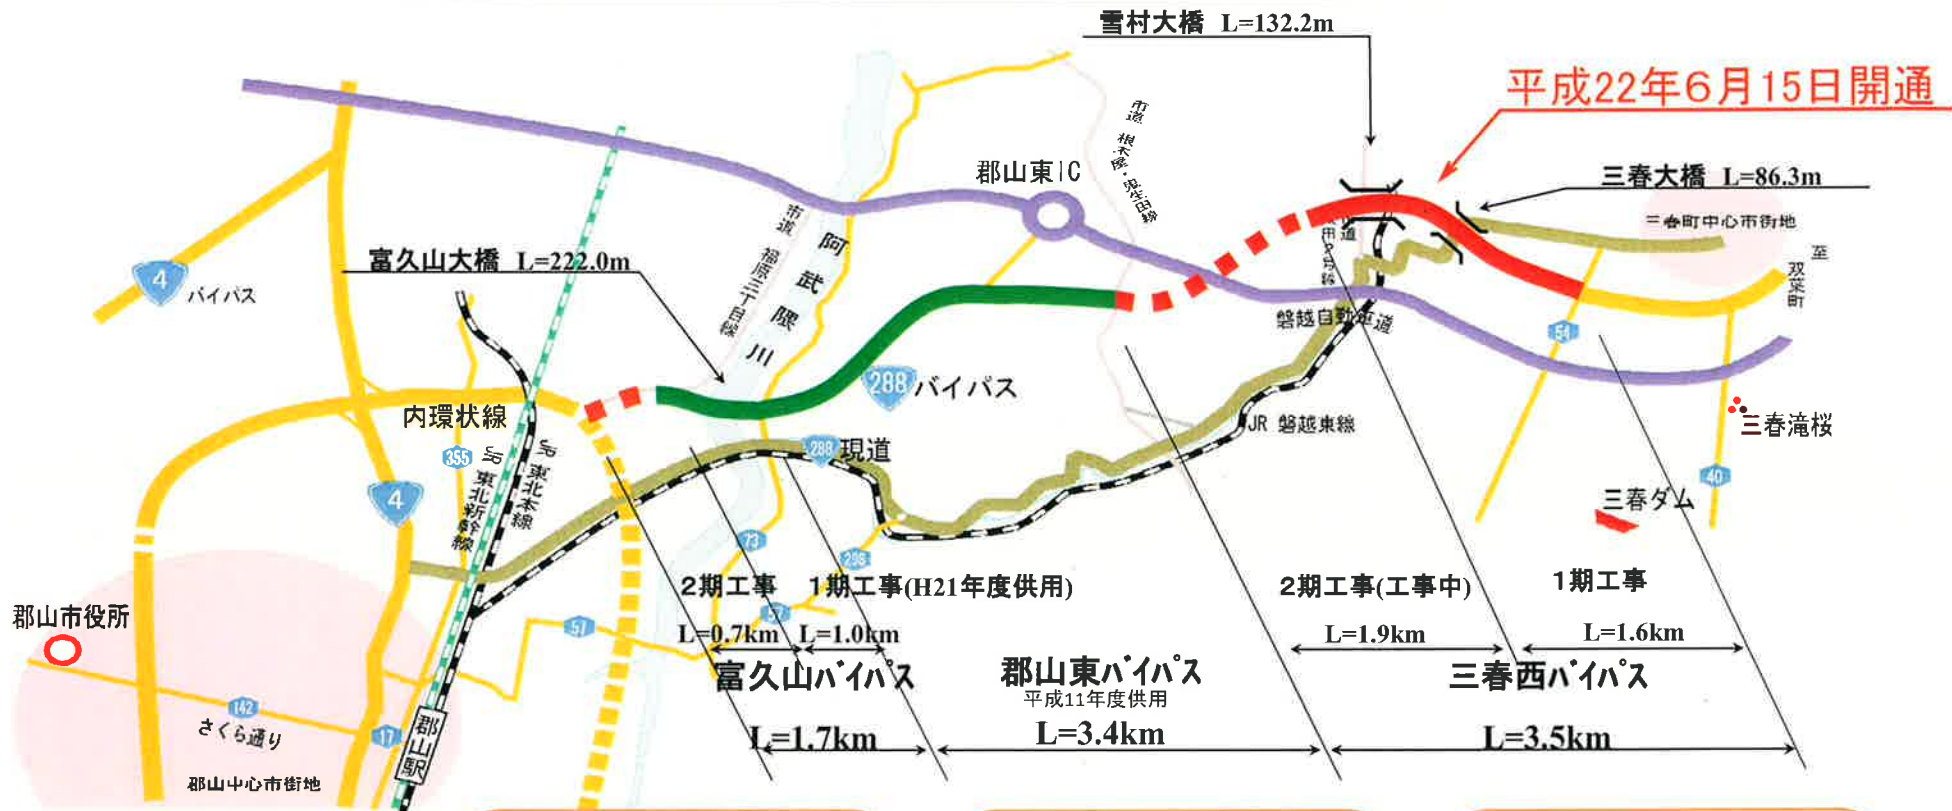 雪村大橋 L=132.2m
平成22年6月15日開通
市道 根木屋・鬼生田線
郡山東IC
三春大橋 L=86.3m
三春町中心市街地
至 双葉町
市道 福原三丁目線
阿武隈川
富久山大橋 L=222.0m
4
バイパス
磐越自動車道
54
288
バイパス
内環状線
JR 磐越東線
三春滝桜
355
JR 東北新幹線
JR 東北本線
288
現道
40
4
三春ダム
73
298
2期工事
1期工事(H21年度供用)
2期工事(工事中)
1期工事
郡山市役所
57
51
L=0.7km
L=1.0km
L=1.9km
L=1.6km
富久山バイパス
郡山東バイパス
三春西バイパス
平成11年度供用
142
さくら通り
17
郡山駅
L=1.7km
L=3.4km
L=3.5km
郡山中心市街地